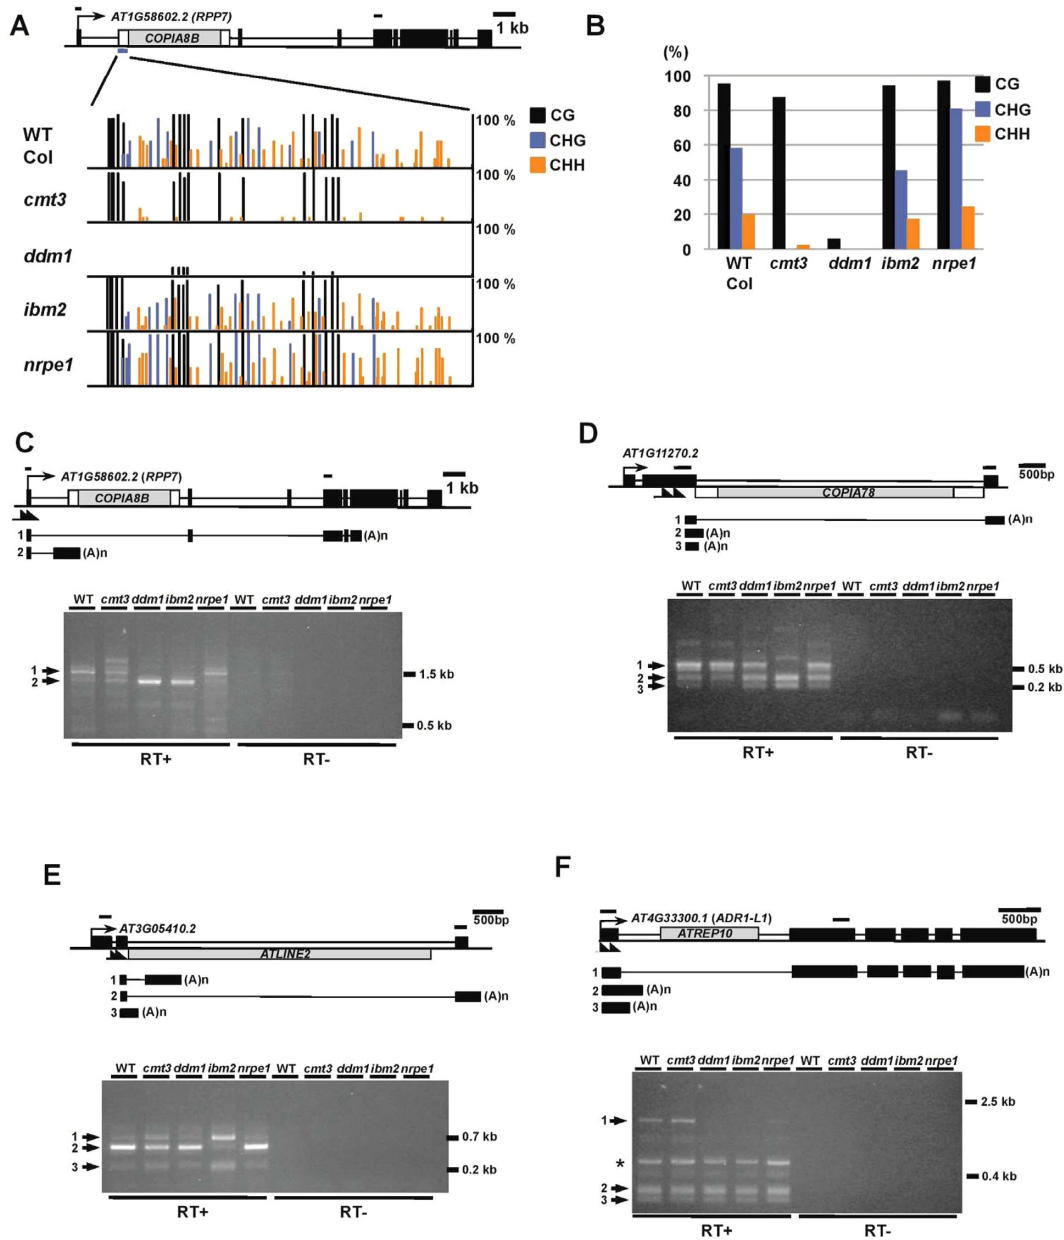 A
AT1G58602.2 (RPP7)
1 kb
COPIA8B
CG
CHG
CHH
WT
Col
100 %
cmt3
100 %
ddm1
100 %
ibm2
100 %
nrpe1
100 %
B
(%)
100
80
60
40
20
0
WT
Col
cmt3
ddm1
ibm2
nrpe1
CG
CHG
CHH
C
AT1G58602.2 (RPP7)
1 kb
COPIA8B
1 (A)n
2 (A)n
WT cmt3 ddm1 ibm2 nrpe1 WT cmt3 ddm1 ibm2 nrpe1
1
2
1.5 kb
0.5 kb
RT+ RT-
D
AT1G11270.2
500bp
COPIA78
1 (A)n
2 (A)n
3 (A)n
WT cmt3 ddm1 ibm2 nrpe1 WT cmt3 ddm1 ibm2 nrpe1
1
2
3
0.5 kb
0.2 kb
RT+ RT-
E
AT3G05410.2
500bp
ATLINE2
1 (A)n
2 (A)n
3 (A)n
WT cmt3 ddm1 ibm2 nrpe1 WT cmt3 ddm1 ibm2 nrpe1
1
2
3
0.7 kb
0.2 kb
RT+ RT-
F
AT4G33300.1 (ADR1-L1)
500bp
ATREP10
1 (A)n
2 (A)n
3 (A)n
WT cmt3 ddm1 ibm2 nrpe1 WT cmt3 ddm1 ibm2 nrpe1
1
*
2
3
2.5 kb
0.4 kb
RT+ RT-